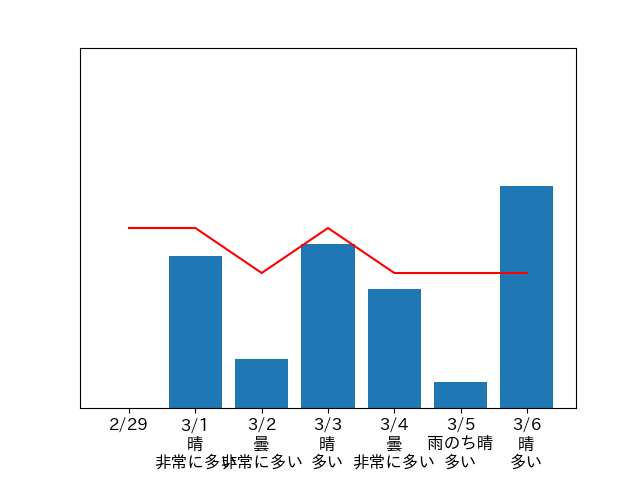 2/29 3/1 3/2 3/3 3/4 3/5 3/6
晴 曇 晴 曇 雨のち晴 晴
非常に多い 非常に多い 多い 非常に多い 多い 多い